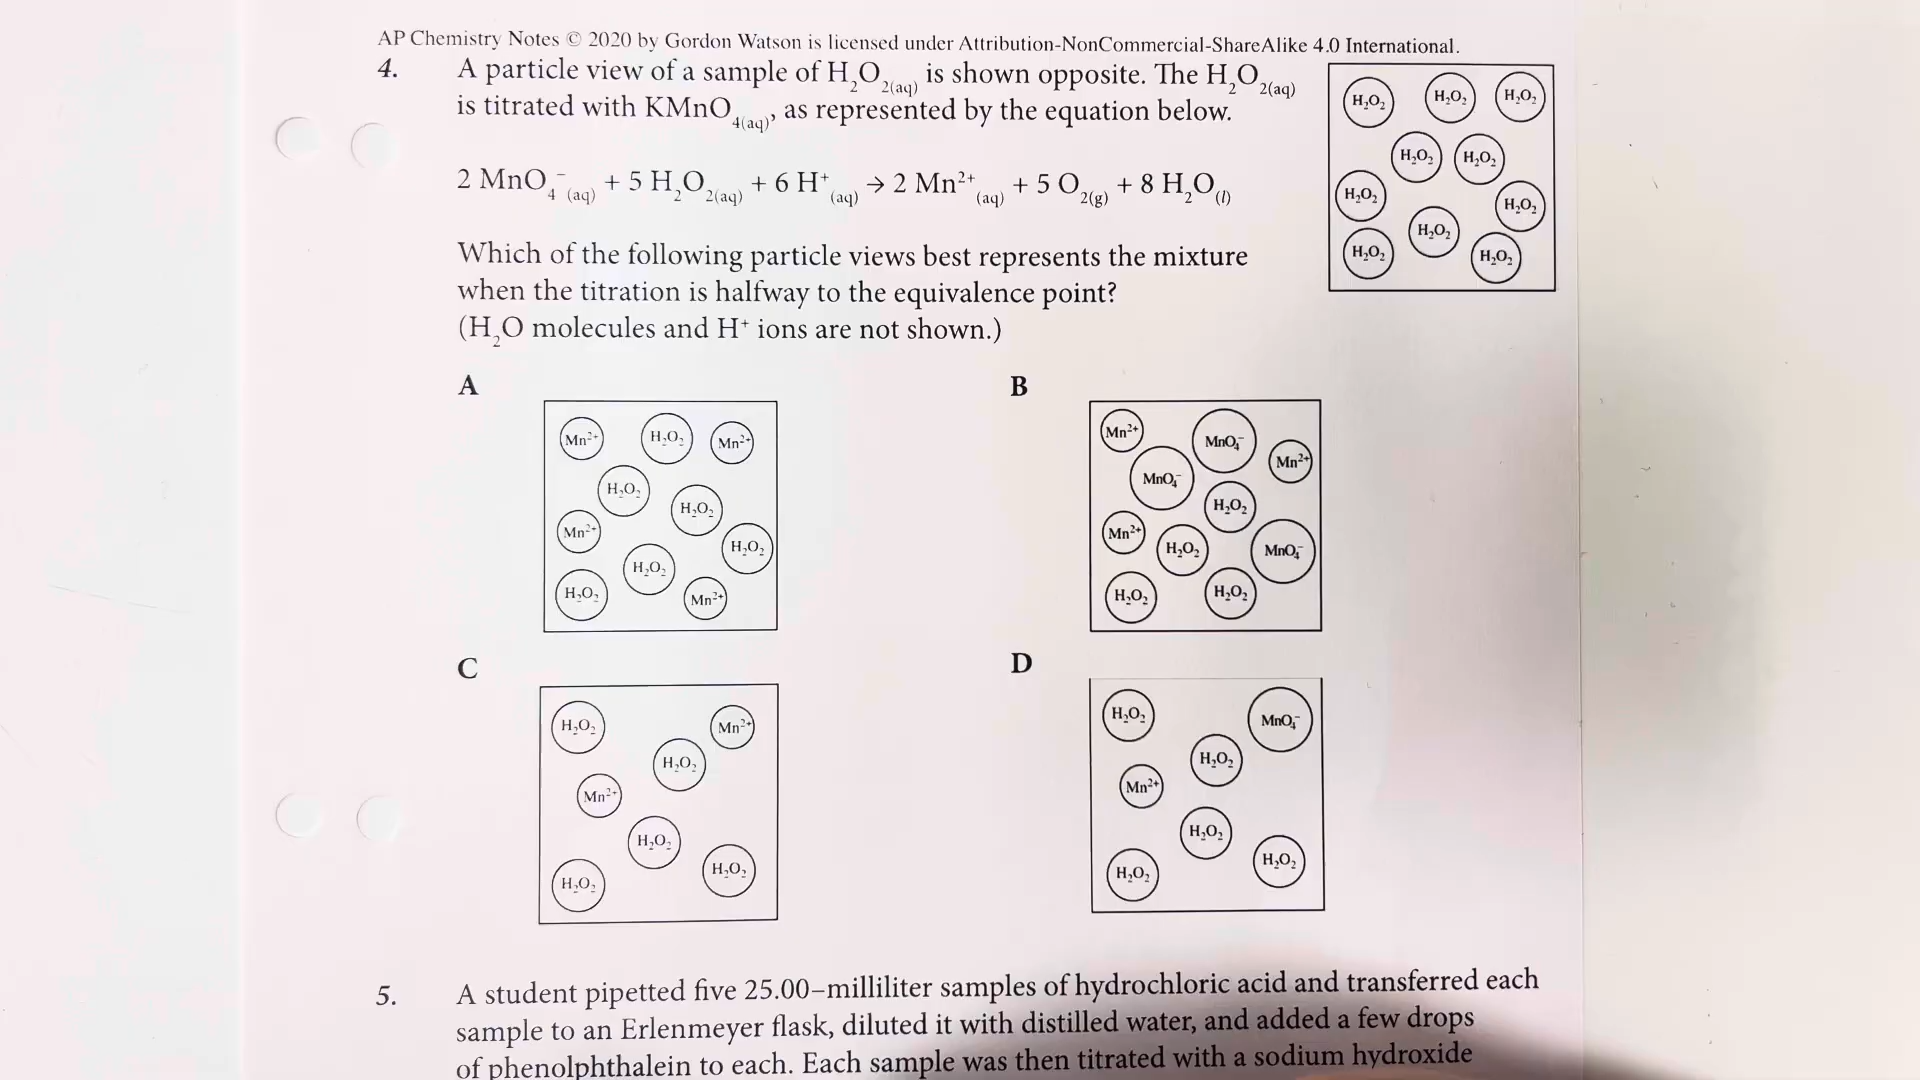 AP Chemistry Notes © 2020 by Gordon Watson is licensed under Attribution-NonCommercial-ShareAlike 4.0 International.
4. A particle view of a sample of H₂O₂(aq) is shown opposite. The H₂O₂(aq)
is titrated with KMnO₄(aq), as represented by the equation below.
H₂O₂ H₂O₂ H₂O₂
H₂O₂ H₂O₂
H₂O₂ H₂O₂
H₂O₂
H₂O₂ H₂O₂
2 MnO₄⁻(aq) + 5 H₂O₂(aq) + 6 H⁺(aq) → 2 Mn²⁺(aq) + 5 O₂(g) + 8 H₂O(l)
Which of the following particle views best represents the mixture
when the titration is halfway to the equivalence point?
(H₂O molecules and H⁺ ions are not shown.)
A
Mn²⁺ H₂O₂ Mn²⁺
H₂O₂
H₂O₂
Mn²⁺
H₂O₂
H₂O₂
H₂O₂ Mn²⁺
B
Mn²⁺ MnO₄⁻
Mn²⁺
MnO₄⁻
H₂O₂
Mn²⁺
H₂O₂ MnO₄⁻
H₂O₂ H₂O₂
C
H₂O₂ Mn²⁺
H₂O₂
Mn²⁺
H₂O₂
H₂O₂
H₂O₂
D
H₂O₂ MnO₄⁻
H₂O₂
Mn²⁺
H₂O₂
H₂O₂
H₂O₂
5. A student pipetted five 25.00–milliliter samples of hydrochloric acid and transferred each
sample to an Erlenmeyer flask, diluted it with distilled water, and added a few drops
of phenolphthalein to each. Each sample was then titrated with a sodium hydroxide